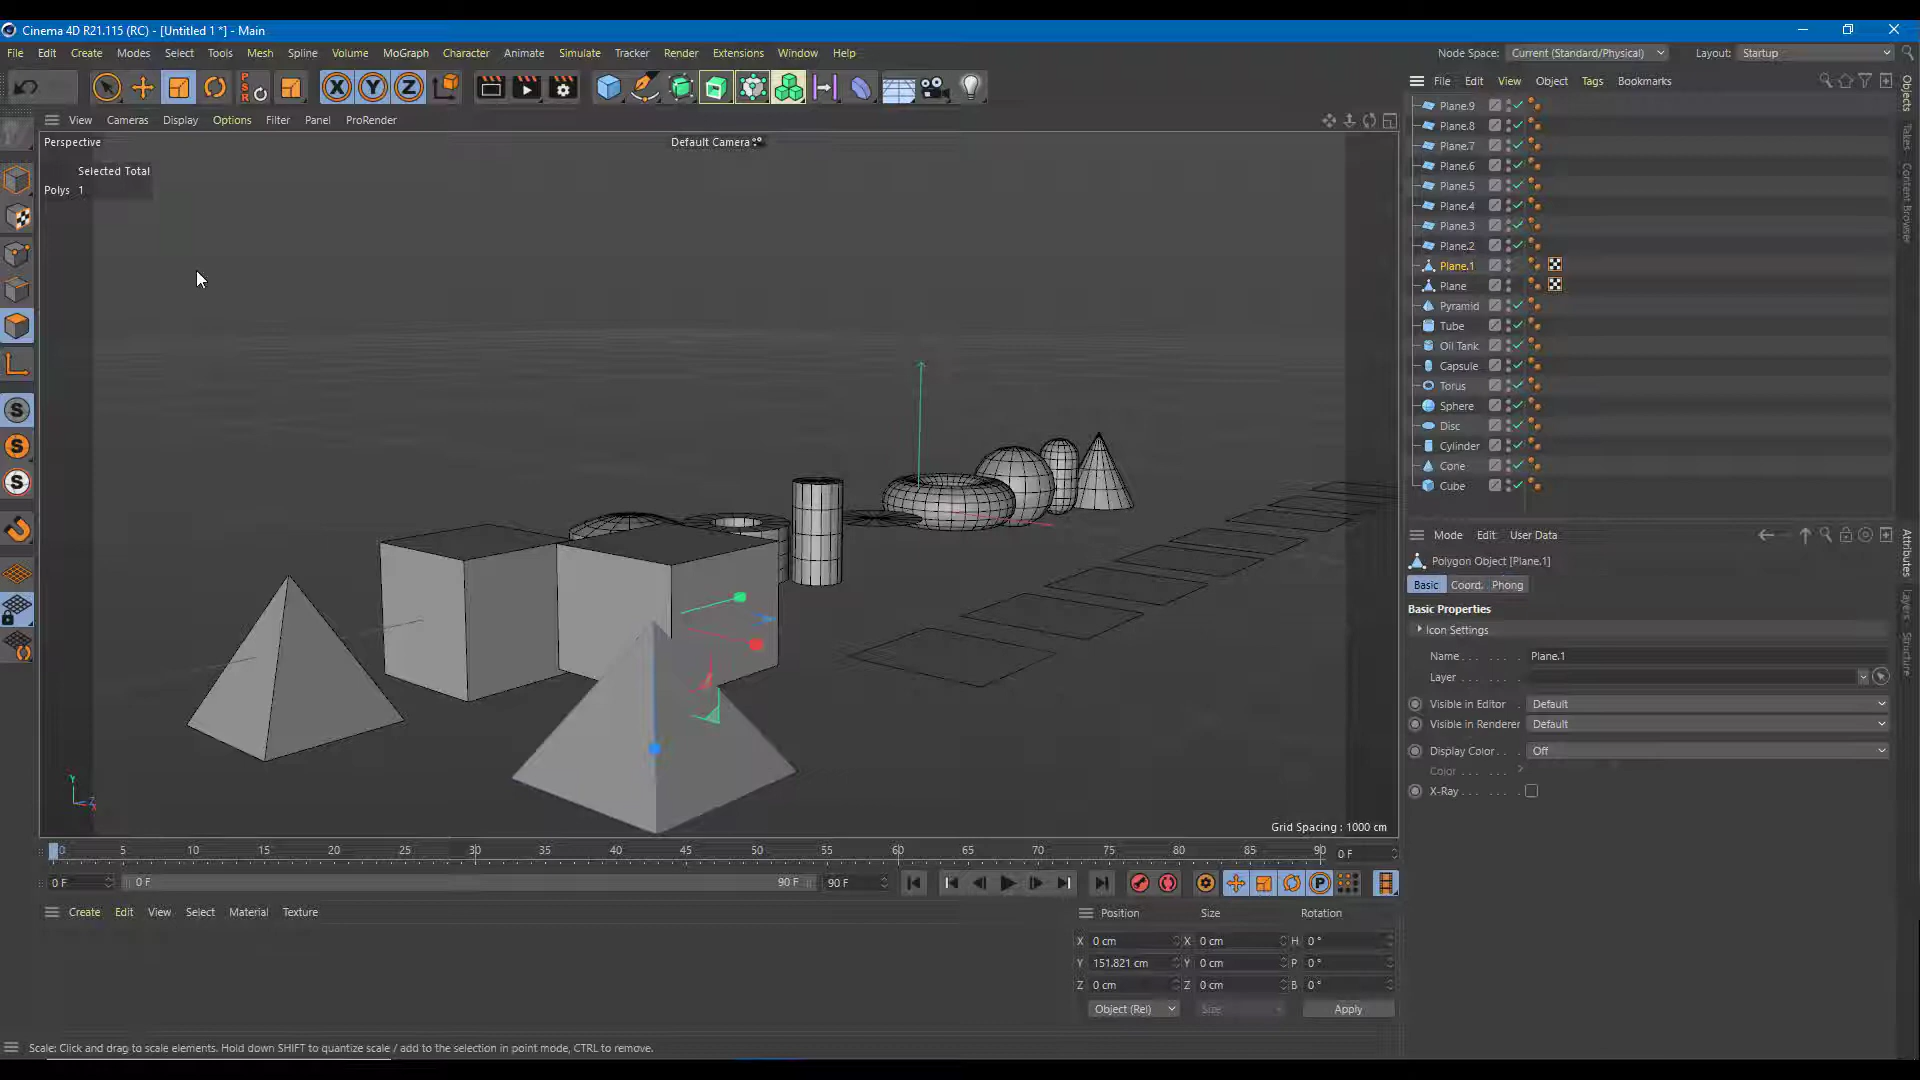 Cinema 4D R21.115 (RC) - [Untitled 1 *] - Main
File Edit Create Modes Select Tools Mesh Spline Volume MoGraph Character Animate Simulate Tracker Render Extensions Window Help
Node Space: Current (Standard/Physical) Layout: Startup
PSR
X Y Z
File Edit View Object Tags Bookmarks
View Cameras Display Options Filter Panel ProRender
Perspective
Default Camera
Selected Total
Polys 1
Plane.9
Plane.8
Plane.7
Plane.6
Plane.5
Plane.4
Plane.3
Plane.2
Plane.1
Plane
Pyramid
Tube
Oil Tank
Capsule
Torus
Sphere
Disc
Cylinder
Cone
Cube
Objects
Takes
Content Browser
Attributes
Layers
Structure
Mode Edit User Data
Polygon Object [Plane.1]
Basic Coord. Phong
Basic Properties
Icon Settings
Name . . . . . . . Plane.1
Layer . . . . . . .
Visible in Editor . Default
Visible in Renderer Default
Display Color . . . Off
Color . . . . . .
X-Ray . . . . . .
S
S
S
Y
Z
X
Grid Spacing : 1000 cm
0 5 10 15 20 25 30 35 40 45 50 55 60 65 70 75 80 85 90 0 F
0 F 0 F 90 F 90 F
P
Create Edit View Select Material Texture
Position Size Rotation
X 0 cm X 0 cm H 0 °
Y 151.821 cm Y 0 cm P 0 °
Z 0 cm Z 0 cm B 0 °
Object (Rel) Size Apply
Scale: Click and drag to scale elements. Hold down SHIFT to quantize scale / add to the selection in point mode, CTRL to remove.